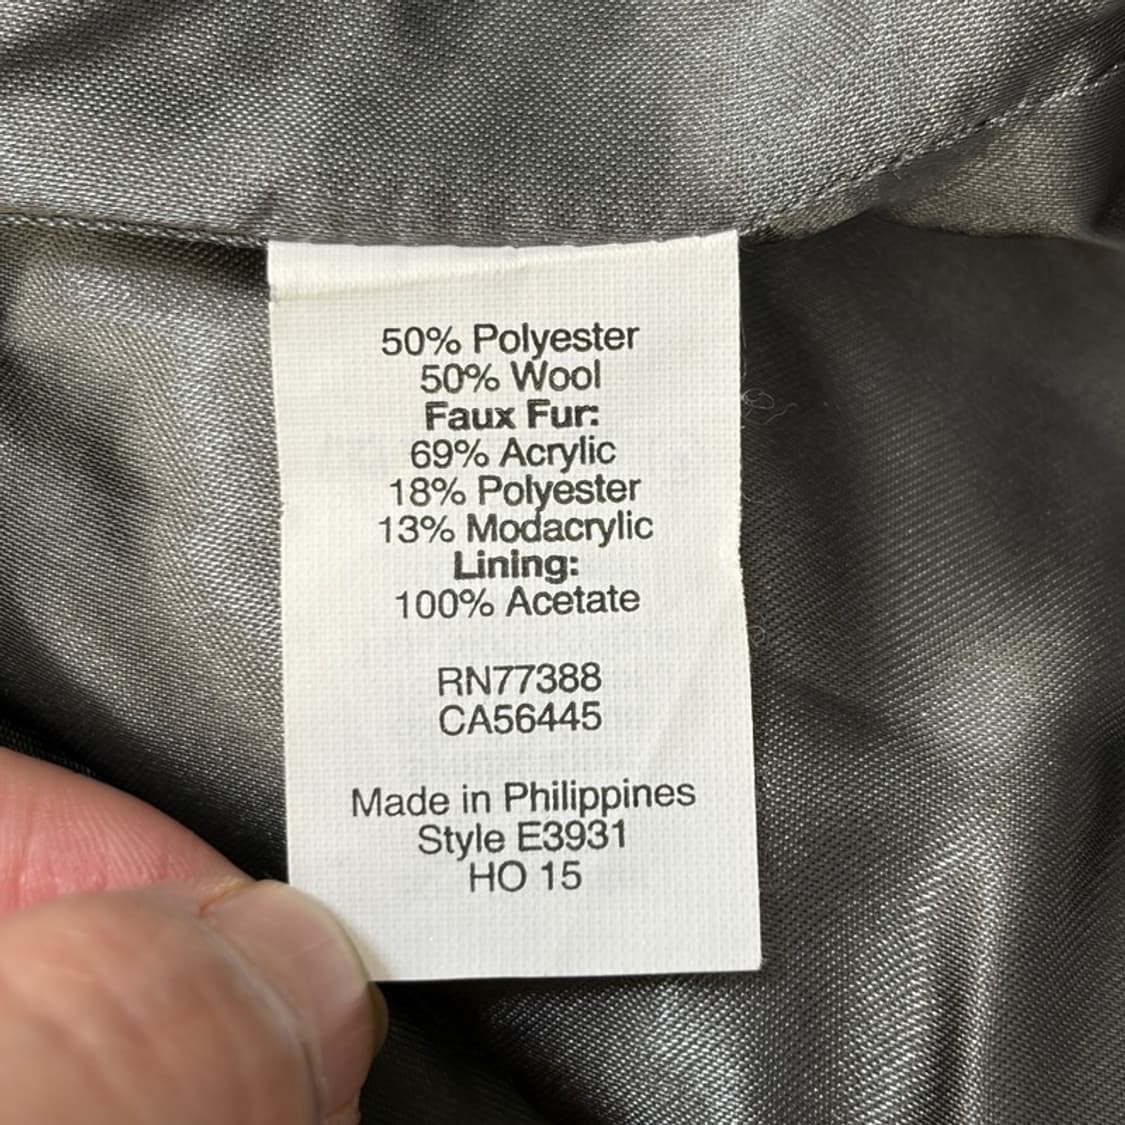 50% Polyester
50% Wool
Faux Fur:
69% Acrylic
18% Polyester
13% Modacrylic
Lining:
100% Acetate
RN77388
CA56445
Made in Philippines
Style E3931
HO 15